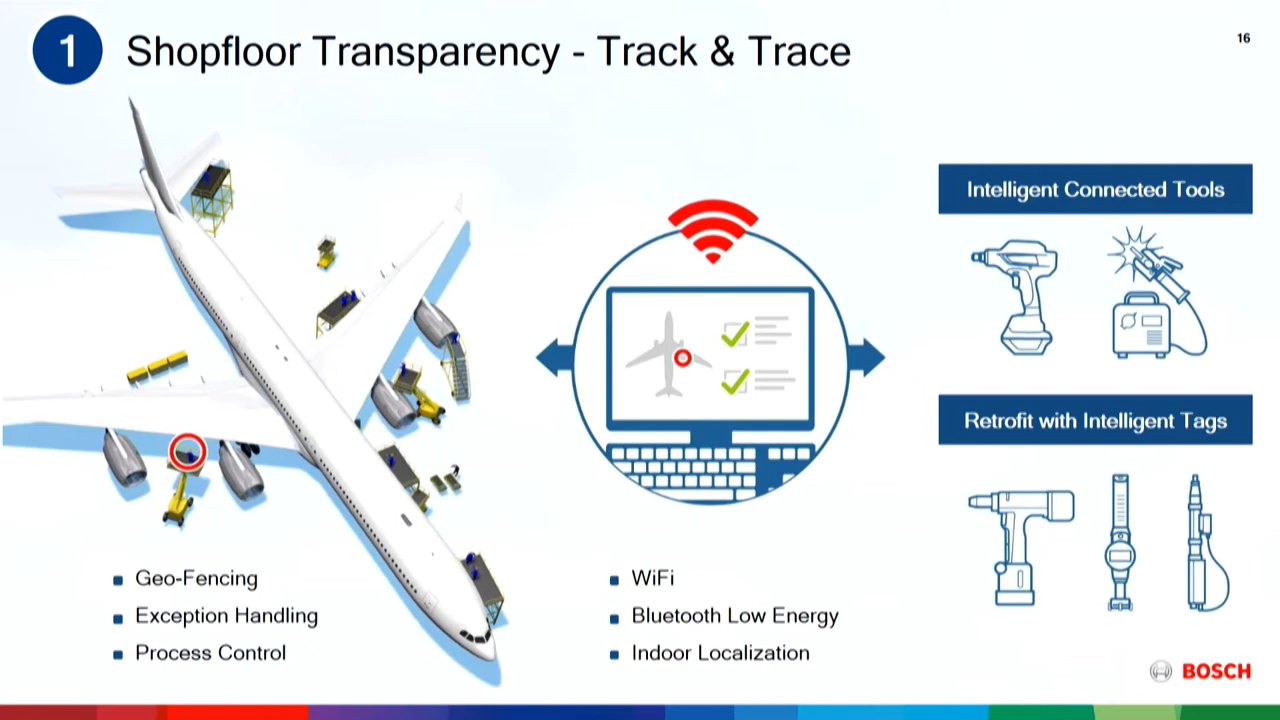 1
Shopfloor Transparency - Track & Trace
16
Geo-Fencing
Exception Handling
Process Control
WiFi
Bluetooth Low Energy
Indoor Localization
Intelligent Connected Tools
Retrofit with Intelligent Tags
BOSCH